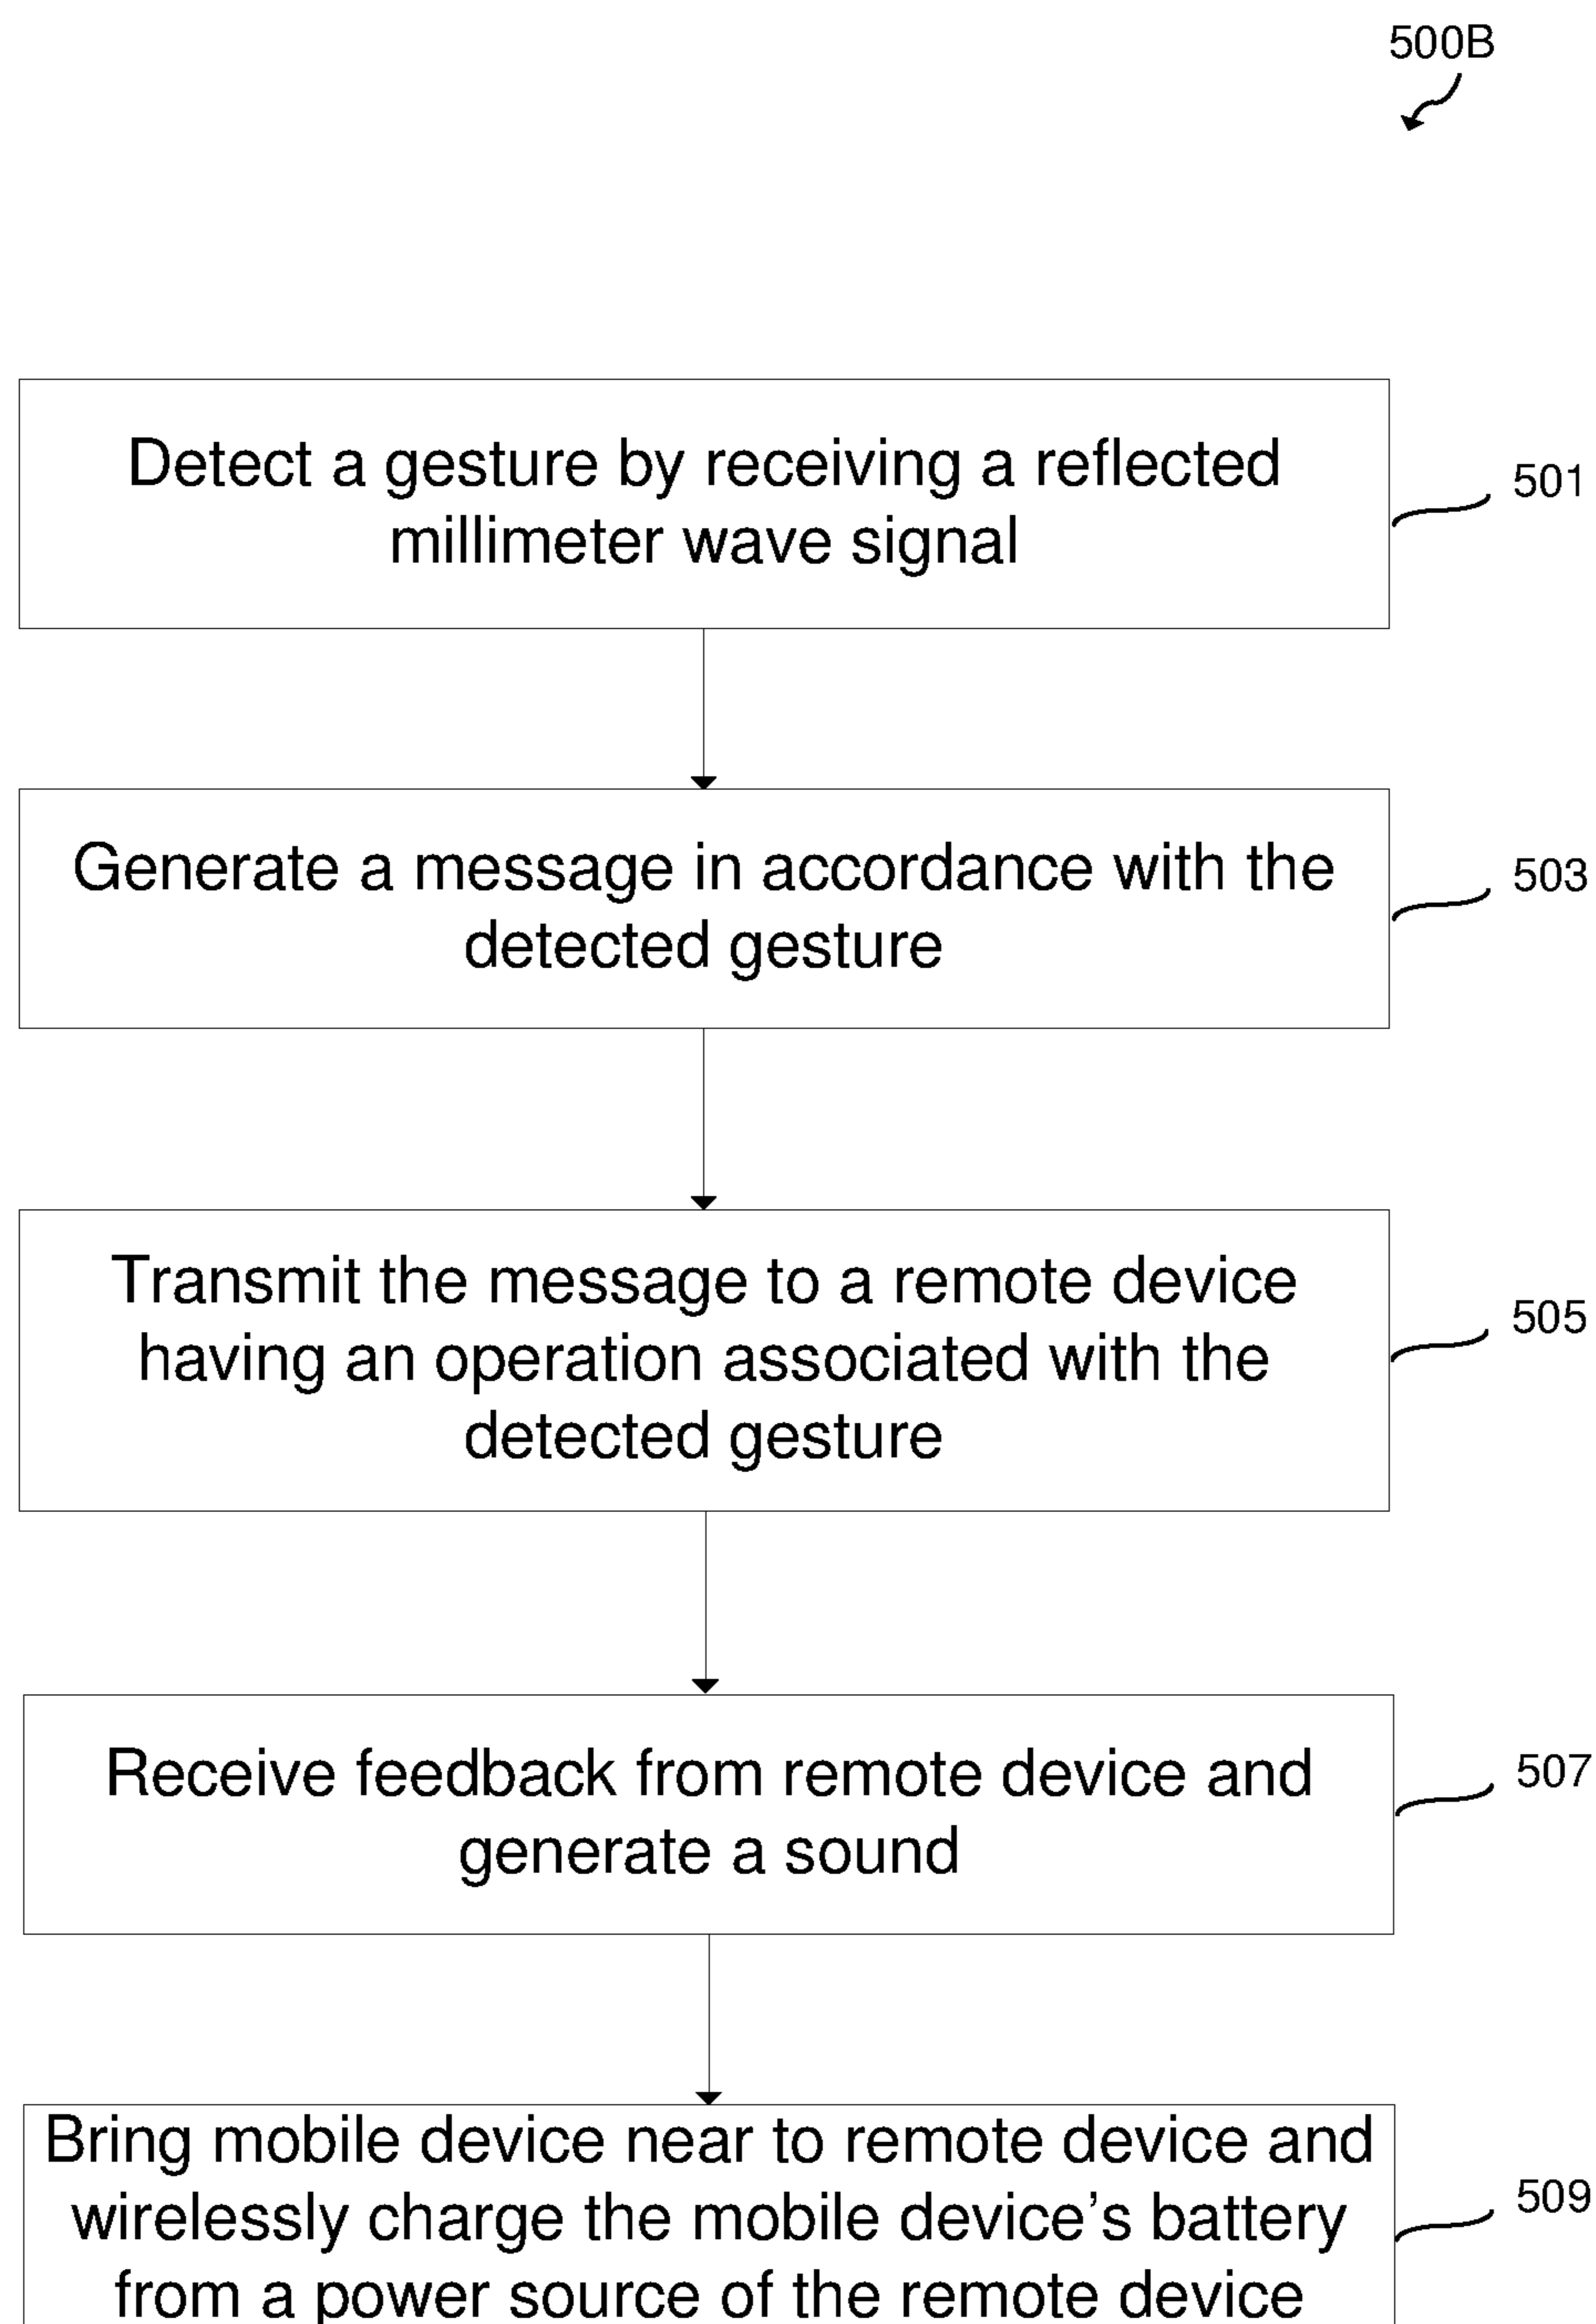 500B
Detect a gesture by receiving a reflected
millimeter wave signal
501
Generate a message in accordance with the
detected gesture
503
Transmit the message to a remote device
having an operation associated with the
detected gesture
505
Receive feedback from remote device and
generate a sound
507
Bring mobile device near to remote device and
wirelessly charge the mobile device’s battery
from a power source of the remote device
509